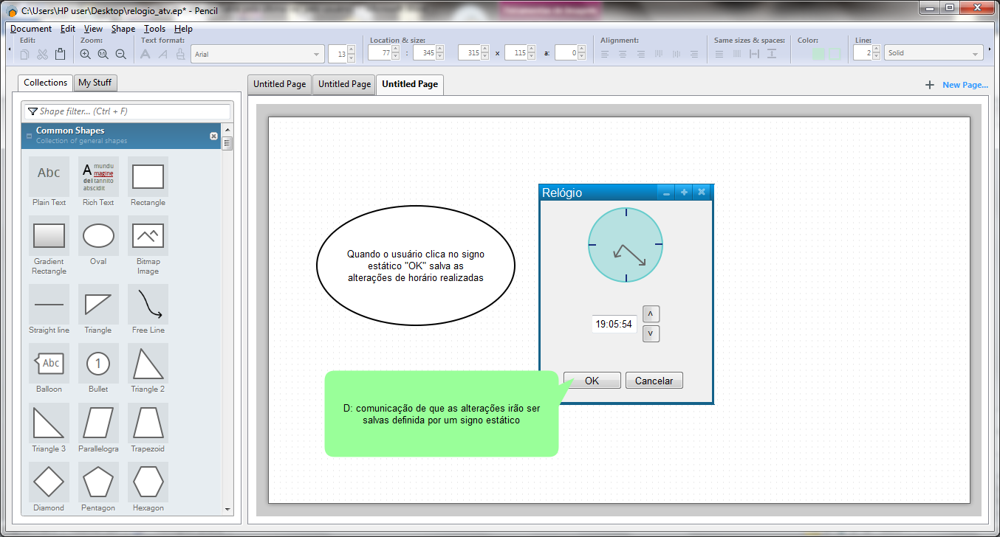 C:\Users\HP user\Desktop\relogio_atv.ep* - Pencil
Document Edit View Shape Tools Help
Edit: Zoom: Text format: Location & size: Alignment: Same sizes & spaces: Color: Line:
Arial 13 77 : 345 315 x 115 a: 0 2 Solid
Collections My Stuff
Untitled Page Untitled Page Untitled Page
New Page...
Shape filter... (Ctrl + F)
Common Shapes
Collection of general shapes
Abc
A mundu
magine
del tannito
abscidit
Plain Text Rich Text Rectangle
Gradient
Rectangle
Oval
Bitmap
Image
Straight line Triangle Free Line
Abc
1
Balloon Bullet Triangle 2
Triangle 3 Parallelogra Trapezoid
Diamond Pentagon Hexagon
Quando o usuário clica no signo
estático "OK" salva as
alterações de horário realizadas
Relógio
19:05:54
OK
Cancelar
D: comunicação de que as alterações irão ser
salvas definida por um signo estático